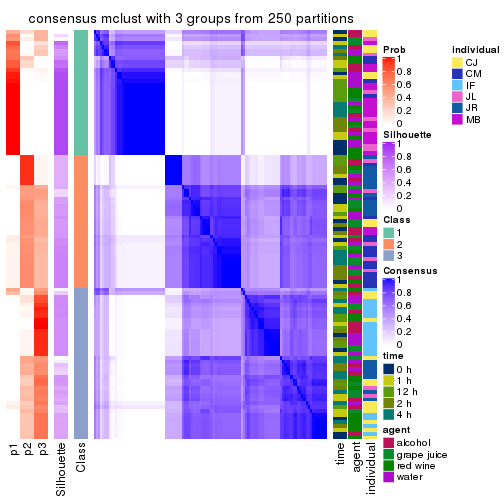 consensus mclust with 3 groups from 250 partitions
p1
p2
p3
Silhouette
Class
time
agent
individual
Prob
1
0.8
0.6
0.4
0.2
0
Silhouette
1
0.8
0.6
0.4
0.2
0
Class
1
2
3
Consensus
1
0.8
0.6
0.4
0.2
0
time
0 h
1 h
12 h
2 h
4 h
agent
alcohol
grape juice
red wine
water
individual
CJ
CM
IF
JL
JR
MB